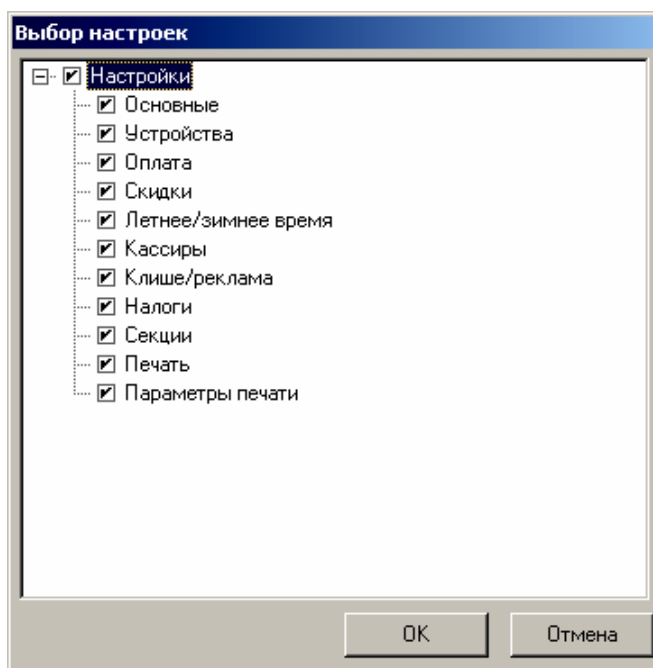 Выбор настроек
Настройки
Основные
Устройства
Оплата
Скидки
Летнее/зимнее время
Кассиры
Клише/реклама
Налоги
Секции
Печать
Параметры печати
OK
Отмена